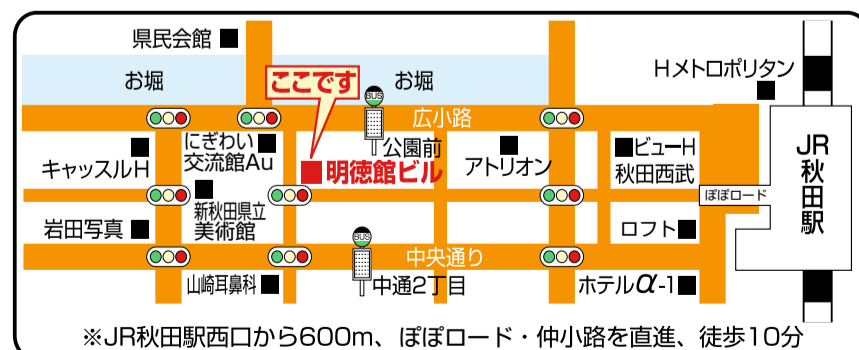 県民会館
お堀
ここです
お堀
Hメトロポリタン
BUS
広小路
キャッスルH
にぎわい
交流館Au
公園前
明徳館ビル
アトリオン
ビューH
秋田西武
JR
秋田駅
ぽぽロード
岩田写真
新秋田県立
美術館
ロフト
BUS
中央通り
山崎耳鼻科
中通2丁目
ホテルα-1
※JR秋田駅西口から600m、ぽぽロード・仲小路を直進、徒歩10分